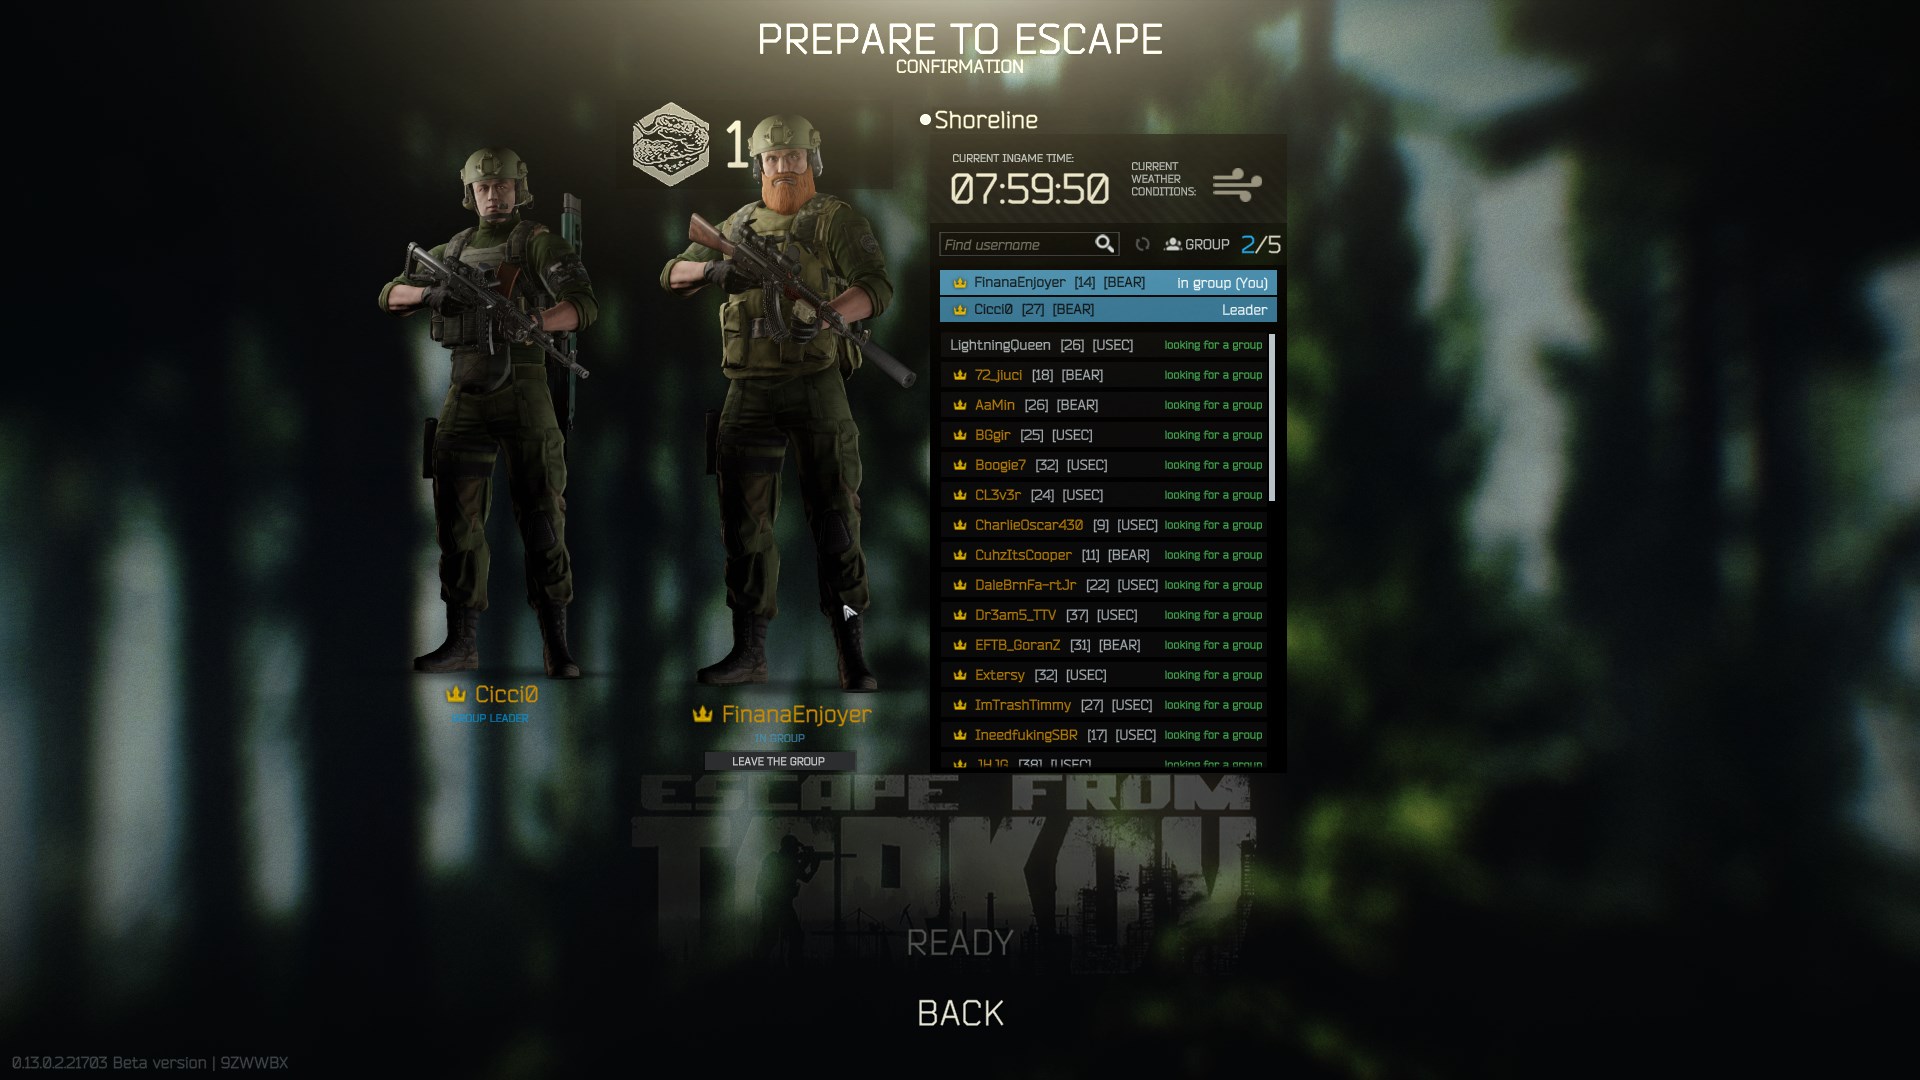 PREPARE TO ESCAPE
CONFIRMATION
1
Shoreline
CURRENT INGAME TIME:
07:59:50
CURRENT
WEATHER
CONDITIONS:
Find username
GROUP 2/5
FinanaEnjoyer [14] [BEAR] In group (You)
Cicci0 [27] [BEAR] Leader
LightningQueen [26] [USEC] looking for a group
72_jiuci [18] [BEAR] looking for a group
AaMin [26] [BEAR] looking for a group
BGgir [25] [USEC] looking for a group
Boogie7 [32] [USEC] looking for a group
CL3v3r [24] [USEC] looking for a group
CharlieOscar430 [9] [USEC] looking for a group
CuhzItsCooper [11] [BEAR] looking for a group
DaleBrnFa-rtJr [22] [USEC] looking for a group
Dr3am5_TTV [37] [USEC] looking for a group
EFTB_GoranZ [31] [BEAR] looking for a group
Extersy [32] [USEC] looking for a group
ImTrashTimmy [27] [USEC] looking for a group
IneedfukingSBR [17] [USEC] looking for a group
[38] [USEC] looking for a group
Cicci0
GROUP LEADER
FinanaEnjoyer
IN GROUP
LEAVE THE GROUP
ESCAPE FROM
TARKOV
READY
BACK
0.13.0.2.21703 Beta version | 9ZWWBX